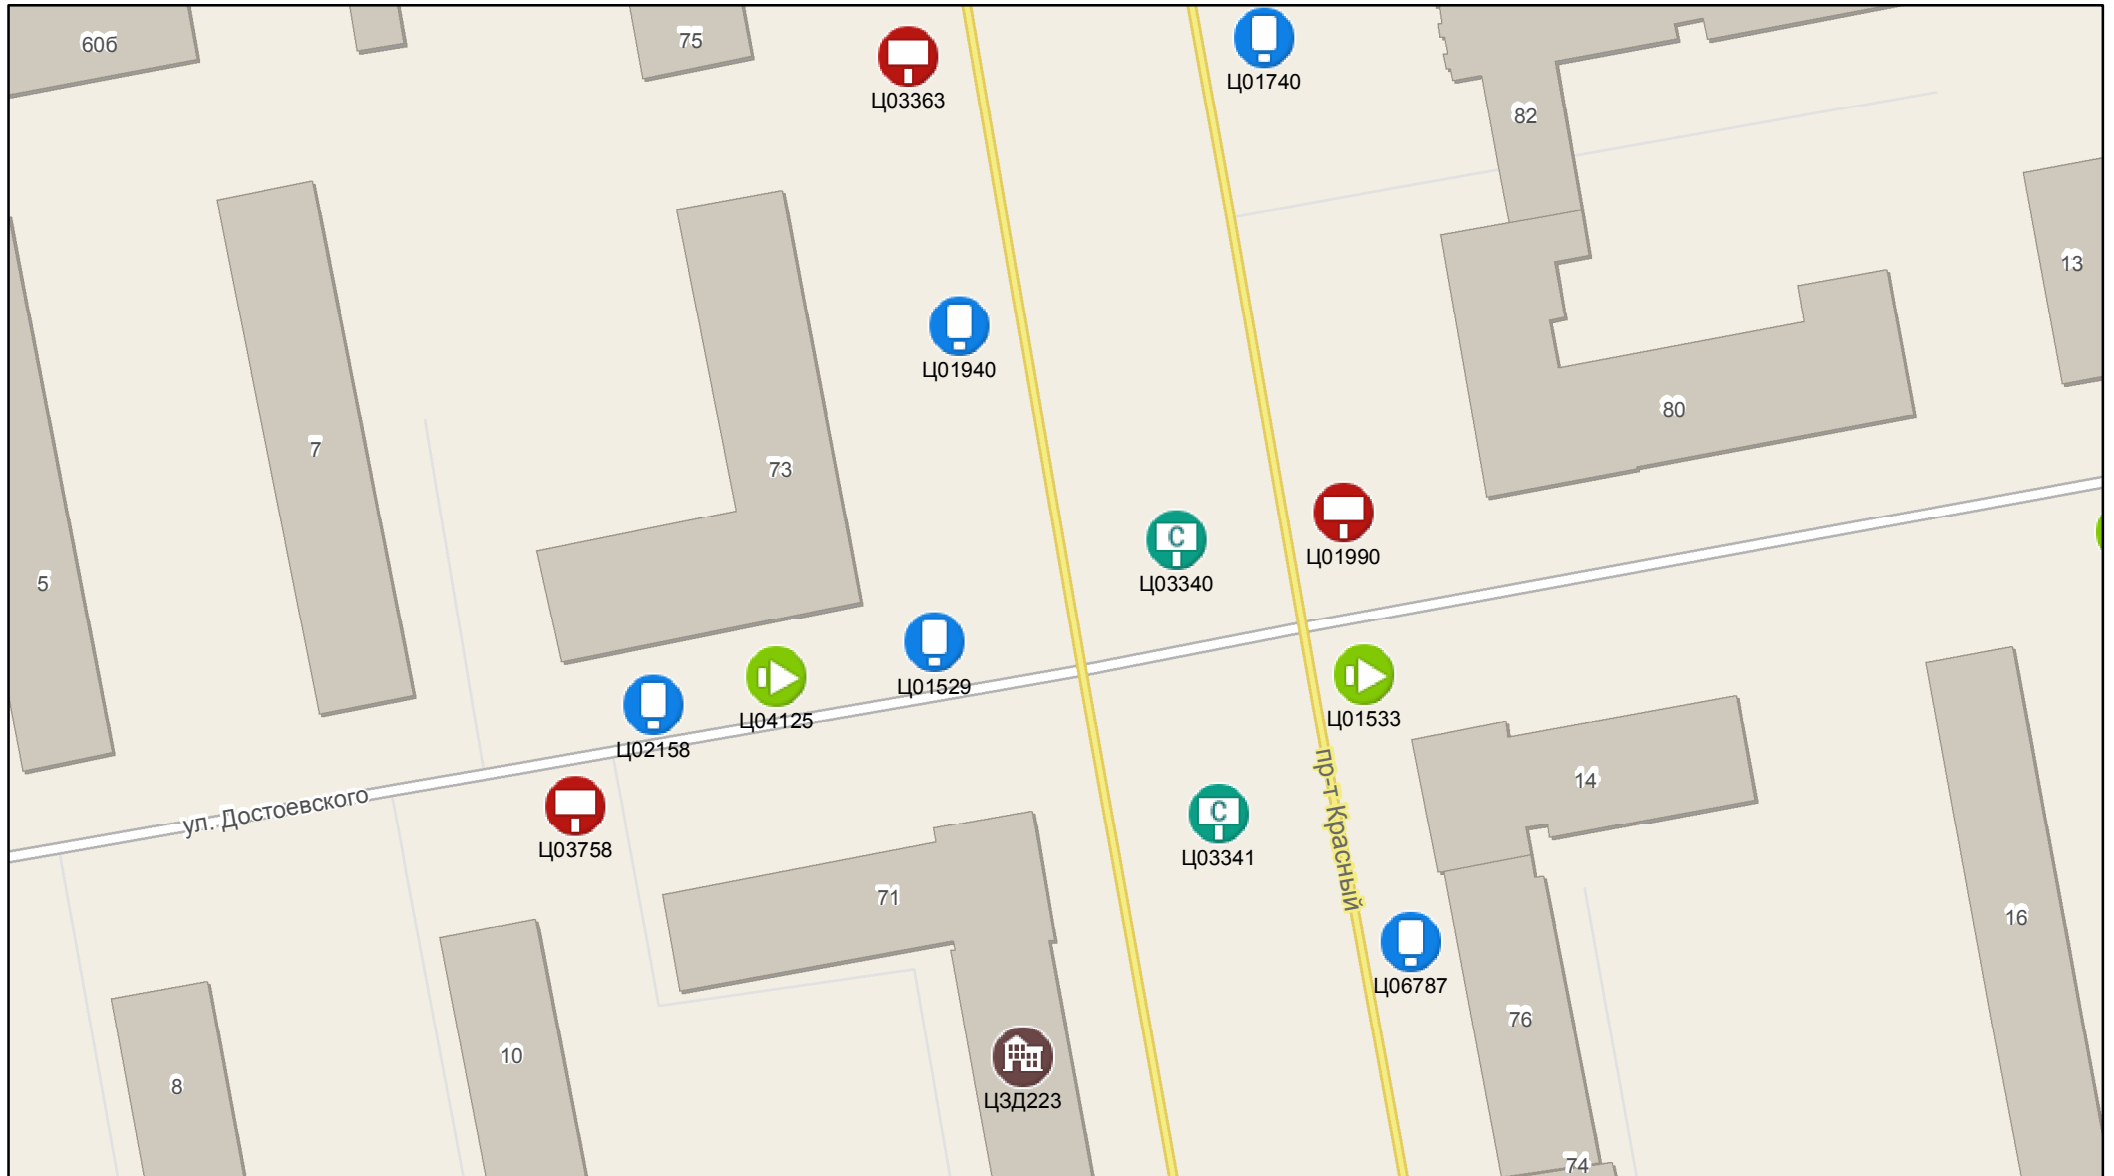 60б
75
Ц03363
Ц01740
82
13
Ц01940
80
7
73
Ц01990
5
Ц03340
Ц01529
Ц04125
Ц01533
Ц02158
пр-т Красный
14
ул. Достоевского
Ц03758
Ц03341
71
16
Ц06787
76
10
8
ЦЗД223
74
С
С